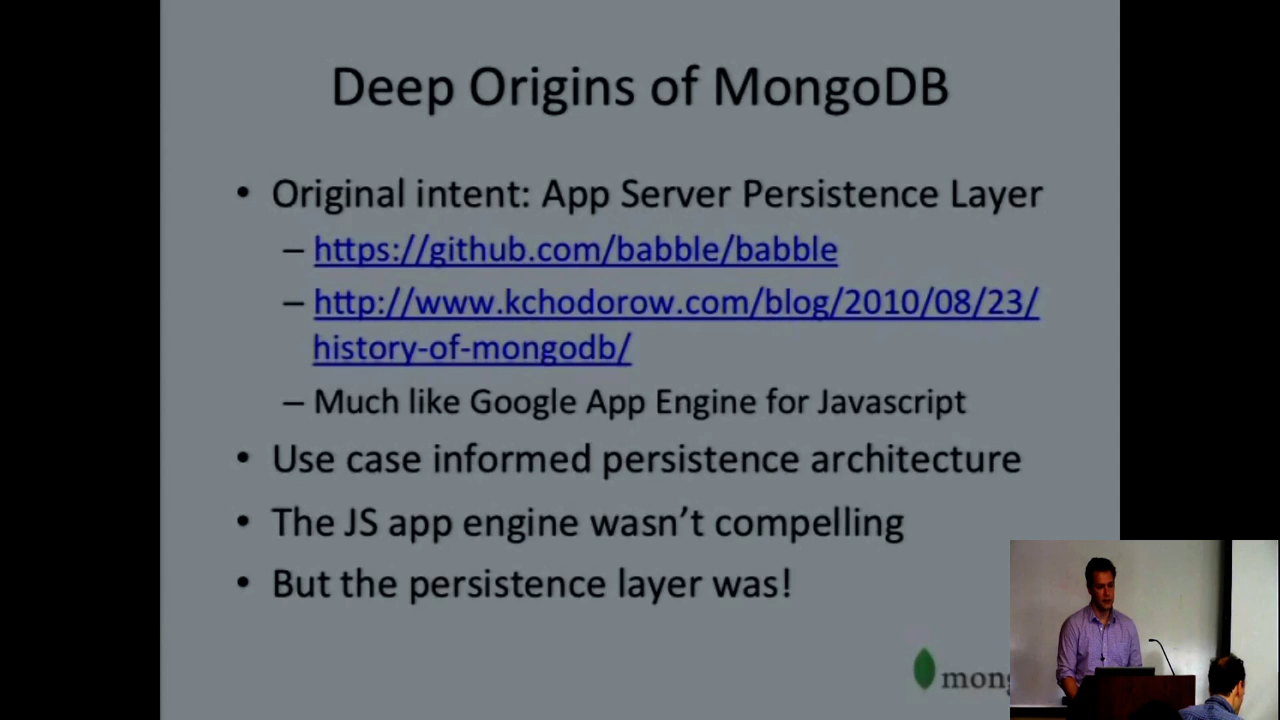 Deep Origins of MongoDB
• Original intent: App Server Persistence Layer
– https://github.com/babble/babble
– http://www.kchodorow.com/blog/2010/08/23/
history-of-mongodb/
– Much like Google App Engine for Javascript
• Use case informed persistence architecture
• The JS app engine wasn’t compelling
• But the persistence layer was!
mon